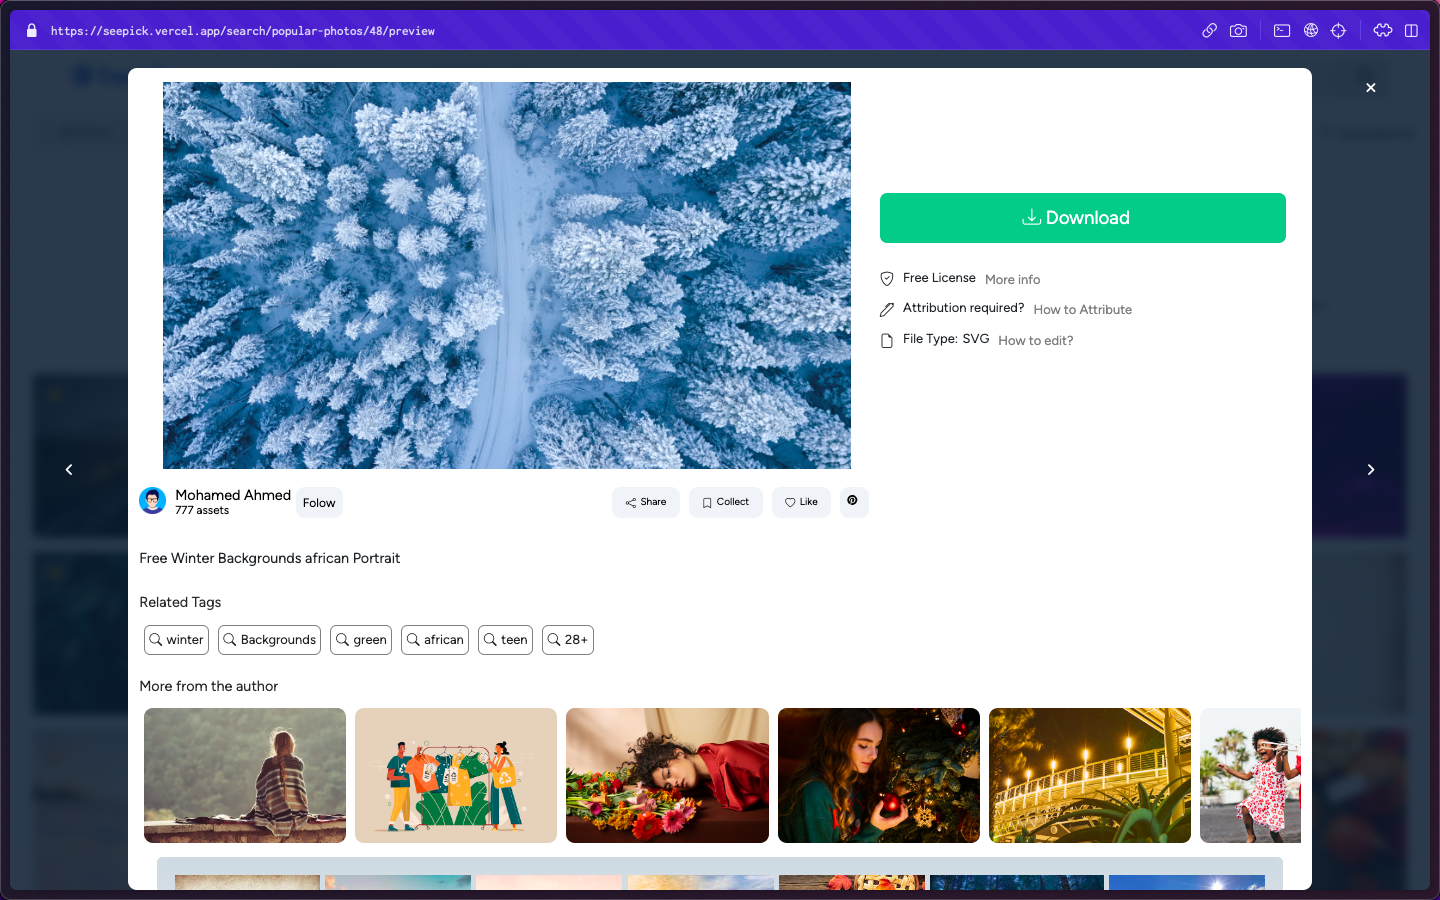 https://seepick.vercel.app/search/popular-photos/48/preview
Download
Free License More info
Attribution required? How to Attribute
File Type: SVG How to edit?
Mohamed Ahmed
777 assets
Folow
Share
Collect
Like
Free Winter Backgrounds african Portrait
Related Tags
winter
Backgrounds
green
african
teen
28+
More from the author